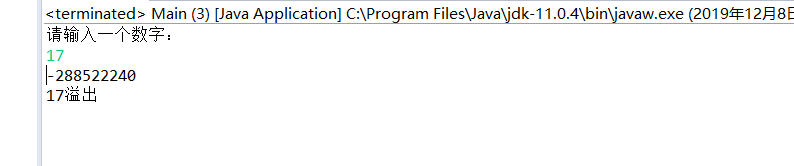 <terminated> Main (3) [Java Application] C:\Program Files\Java\jdk-11.0.4\bin\javaw.exe (2019年12月8日
请输入一个数字：
17
-288522240
17溢出